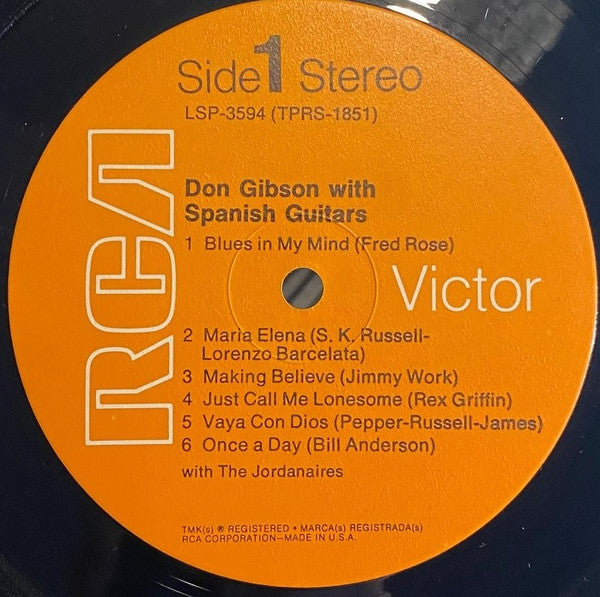 Side 1 Stereo
LSP-3594 (TPRS-1851)
RCA
Don Gibson with
Spanish Guitars
1 Blues in My Mind (Fred Rose)
Victor
2 Maria Elena (S. K. Russell-
Lorenzo Barcelata)
3 Making Believe (Jimmy Work)
4 Just Call Me Lonesome (Rex Griffin)
5 Vaya Con Dios (Pepper-Russell-James)
6 Once a Day (Bill Anderson)
with The Jordanaires
TMK(s) ® REGISTERED • MARCA(s) REGISTRADA(s)
RCA CORPORATION—MADE IN U.S.A.